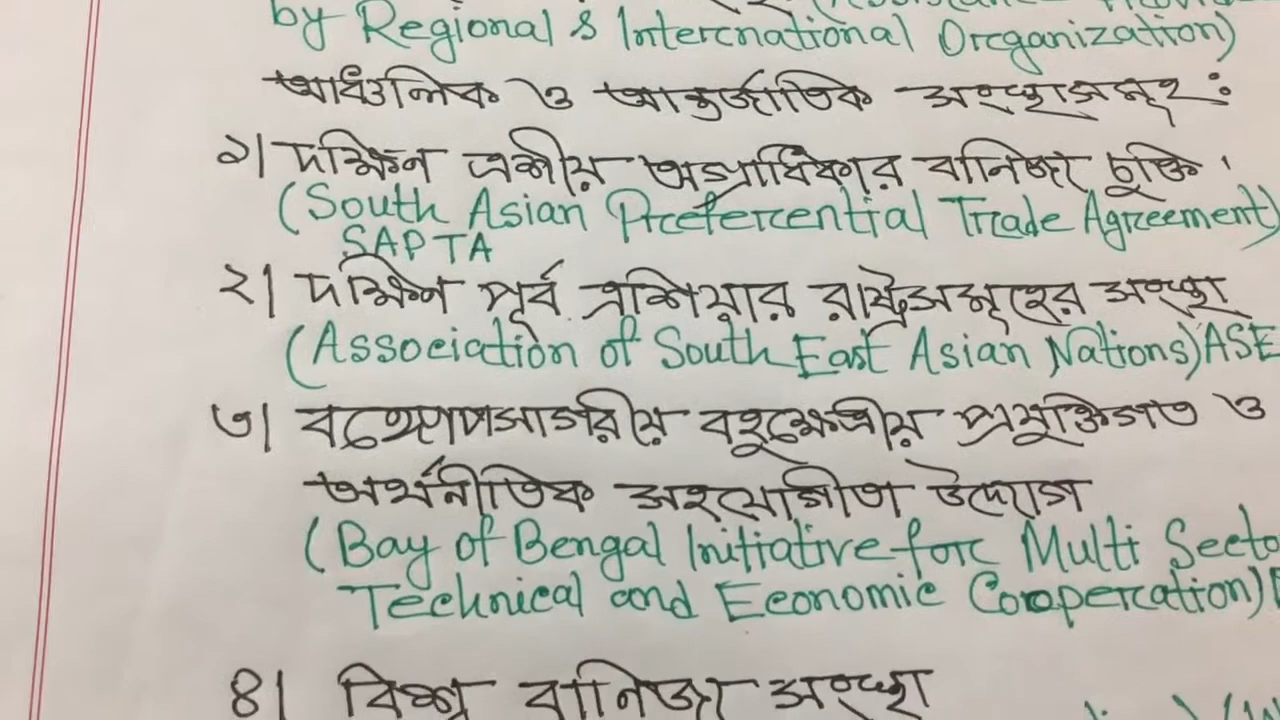 by Regional & International Organization)
আঞ্চলিক ও আন্তর্জাতিক সংস্থাসমূহ :
১। দক্ষিন এশীয় অগ্রাধিকার বানিজ্য চুক্তি ।
(South Asian Preferential Trade Agreement)
SAPTA
২। দক্ষিন পূর্ব এশিয়ার রাষ্ট্রসমূহের সংস্থা
(Association of South East Asian Nations) ASE
৩। বঙ্গোপসাগরিয় বহুক্ষেত্রীয় প্রযুক্তিগত ও
অর্থনীতিক সহযোগীতা উদ্যোগ
(Bay of Bengal Initiative for Multi Secto
Technical and Economic Cooperation)
৪। বিশ্ব বানিজ্য সংস্থা